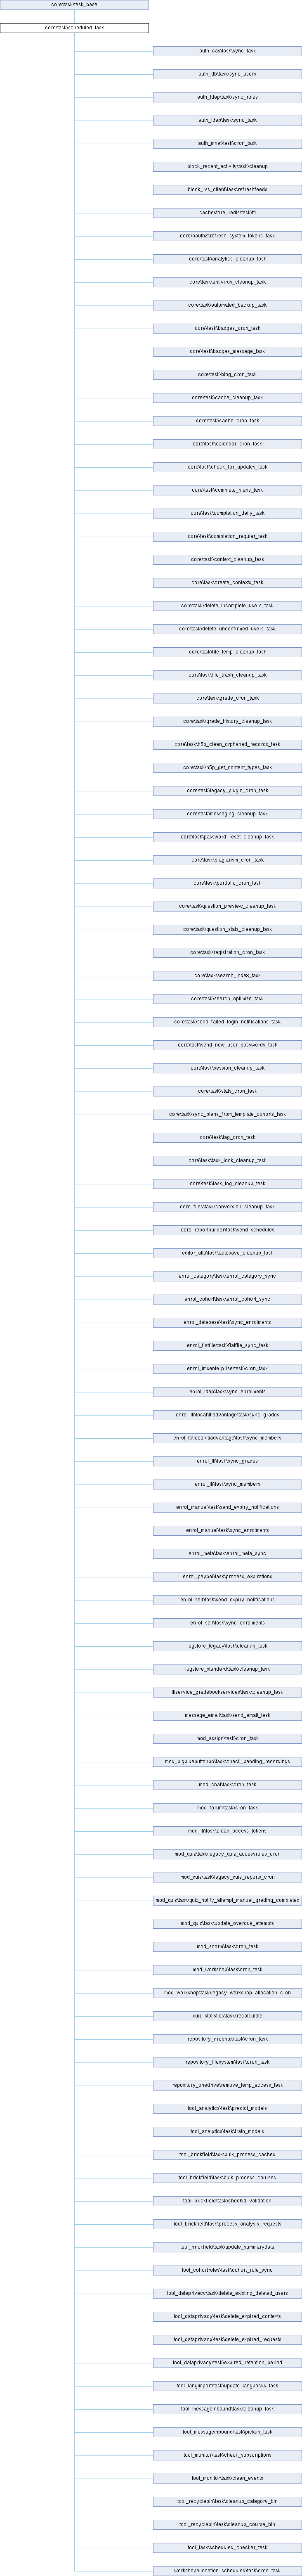 core\task\task_base
core\task\scheduled_task
auth_cas\task\sync_task
auth_db\task\sync_users
auth_ldap\task\sync_roles
auth_ldap\task\sync_task
auth_mnet\task\cron_task
block_recent_activity\task\cleanup
block_rss_client\task\refreshfeeds
cachestore_redis\task\ttl
core\oauth2\refresh_system_tokens_task
core\task\analytics_cleanup_task
core\task\antivirus_cleanup_task
core\task\automated_backup_task
core\task\badges_cron_task
core\task\badges_message_task
core\task\blog_cron_task
core\task\cache_cleanup_task
core\task\cache_cron_task
core\task\calendar_cron_task
core\task\check_for_updates_task
core\task\complete_plans_task
core\task\completion_daily_task
core\task\completion_regular_task
core\task\context_cleanup_task
core\task\create_contexts_task
core\task\delete_incomplete_users_task
core\task\delete_unconfirmed_users_task
core\task\file_temp_cleanup_task
core\task\file_trash_cleanup_task
core\task\grade_cron_task
core\task\grade_history_cleanup_task
core\task\h5p_clean_orphaned_records_task
core\task\h5p_get_content_types_task
core\task\legacy_plugin_cron_task
core\task\messaging_cleanup_task
core\task\password_reset_cleanup_task
core\task\plagiarism_cron_task
core\task\portfolio_cron_task
core\task\question_preview_cleanup_task
core\task\question_stats_cleanup_task
core\task\registration_cron_task
core\task\search_index_task
core\task\search_optimize_task
core\task\send_failed_login_notifications_task
core\task\send_new_user_passwords_task
core\task\session_cleanup_task
core\task\stats_cron_task
core\task\sync_plans_from_template_cohorts_task
core\task\tag_cron_task
core\task\task_lock_cleanup_task
core\task\task_log_cleanup_task
core_files\task\conversion_cleanup_task
core_reportbuilder\task\send_schedules
editor_atto\task\autosave_cleanup_task
enrol_category\task\enrol_category_sync
enrol_cohort\task\enrol_cohort_sync
enrol_database\task\sync_enrolments
enrol_flatfile\task\flatfile_sync_task
enrol_imsenterprise\task\cron_task
enrol_ldap\task\sync_enrolments
enrol_lti\local\ltiadvantage\task\sync_grades
enrol_lti\local\ltiadvantage\task\sync_members
enrol_lti\task\sync_grades
enrol_lti\task\sync_members
enrol_manual\task\send_expiry_notifications
enrol_manual\task\sync_enrolments
enrol_meta\task\enrol_meta_sync
enrol_paypal\task\process_expirations
enrol_self\task\send_expiry_notifications
enrol_self\task\sync_enrolments
logstore_legacy\task\cleanup_task
logstore_standard\task\cleanup_task
ltiservice_gradebookservices\task\cleanup_task
message_email\task\send_email_task
mod_assign\task\cron_task
mod_bigbluebuttonbn\task\check_pending_recordings
mod_chat\task\cron_task
mod_forum\task\cron_task
mod_lti\task\clean_access_tokens
mod_quiz\task\legacy_quiz_accessrules_cron
mod_quiz\task\legacy_quiz_reports_cron
mod_quiz\task\quiz_notify_attempt_manual_grading_completed
mod_quiz\task\update_overdue_attempts
mod_scorm\task\cron_task
mod_workshop\task\cron_task
mod_workshop\task\legacy_workshop_allocation_cron
quiz_statistics\task\recalculate
repository_dropbox\task\cron_task
repository_filesystem\task\cron_task
repository_onedrive\remove_temp_access_task
tool_analytics\task\predict_models
tool_analytics\task\train_models
tool_brickfield\task\bulk_process_caches
tool_brickfield\task\bulk_process_courses
tool_brickfield\task\checkid_validation
tool_brickfield\task\process_analysis_requests
tool_brickfield\task\update_summarydata
tool_cohortroles\task\cohort_role_sync
tool_dataprivacy\task\delete_existing_deleted_users
tool_dataprivacy\task\delete_expired_contexts
tool_dataprivacy\task\delete_expired_requests
tool_dataprivacy\task\expired_retention_period
tool_langimport\task\update_langpacks_task
tool_messageinbound\task\cleanup_task
tool_messageinbound\task\pickup_task
tool_monitor\task\check_subscriptions
tool_monitor\task\clean_events
tool_recyclebin\task\cleanup_category_bin
tool_recyclebin\task\cleanup_course_bin
tool_task\scheduled_checker_task
workshopallocation_scheduled\task\cron_task